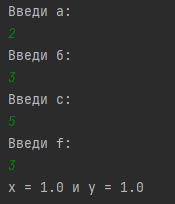 Введи а:
2
Введи б:
3
Введи с:
5
Введи f:
3
x = 1.0 и y = 1.0